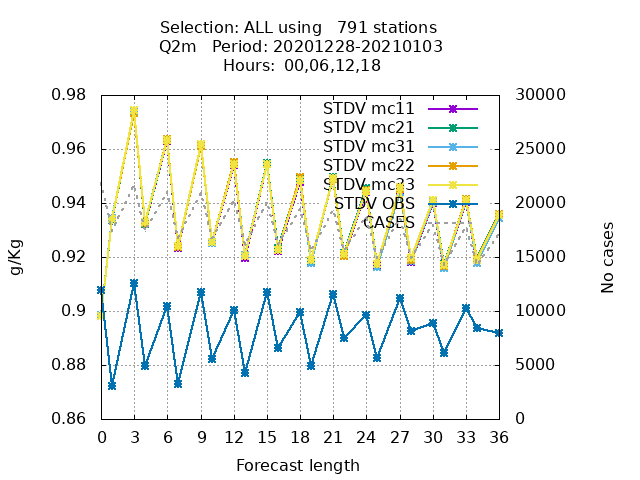 Selection: ALL using   791 stations
Q2m   Period: 20201228-20210103
Hours: 00,06,12,18
0.98
0.96
0.94
0.92
0.9
0.88
0.86
30000
25000
20000
15000
10000
5000
0
STDV mc11
STDV mc21
STDV mc31
STDV mc22
STDV mc33
STDV OBS
CASES
g/Kg
No cases
0 3 6 9 12 15 18 21 24 27 30 33 36
Forecast length